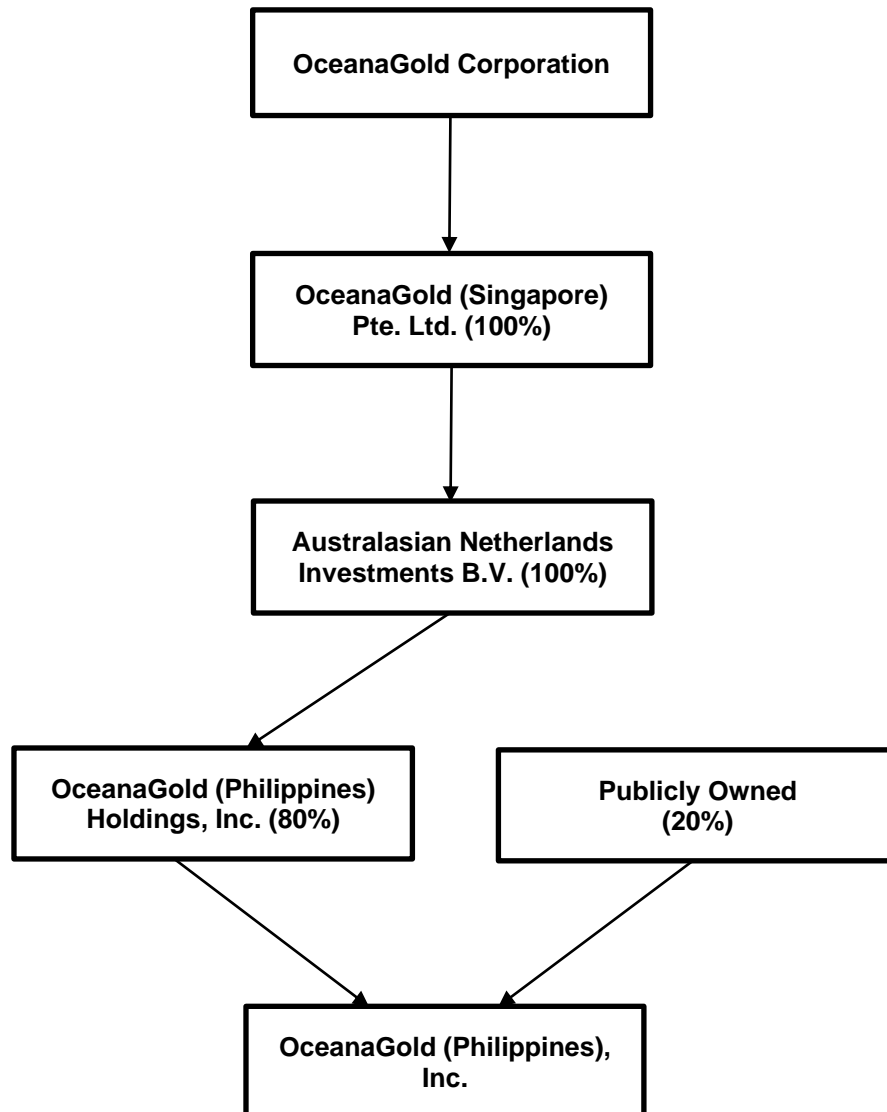 OceanaGold Corporation
OceanaGold (Singapore)
Pte. Ltd. (100%)
Australasian Netherlands
Investments B.V. (100%)
OceanaGold (Philippines)
Holdings, Inc. (80%)
Publicly Owned
(20%)
OceanaGold (Philippines),
Inc.